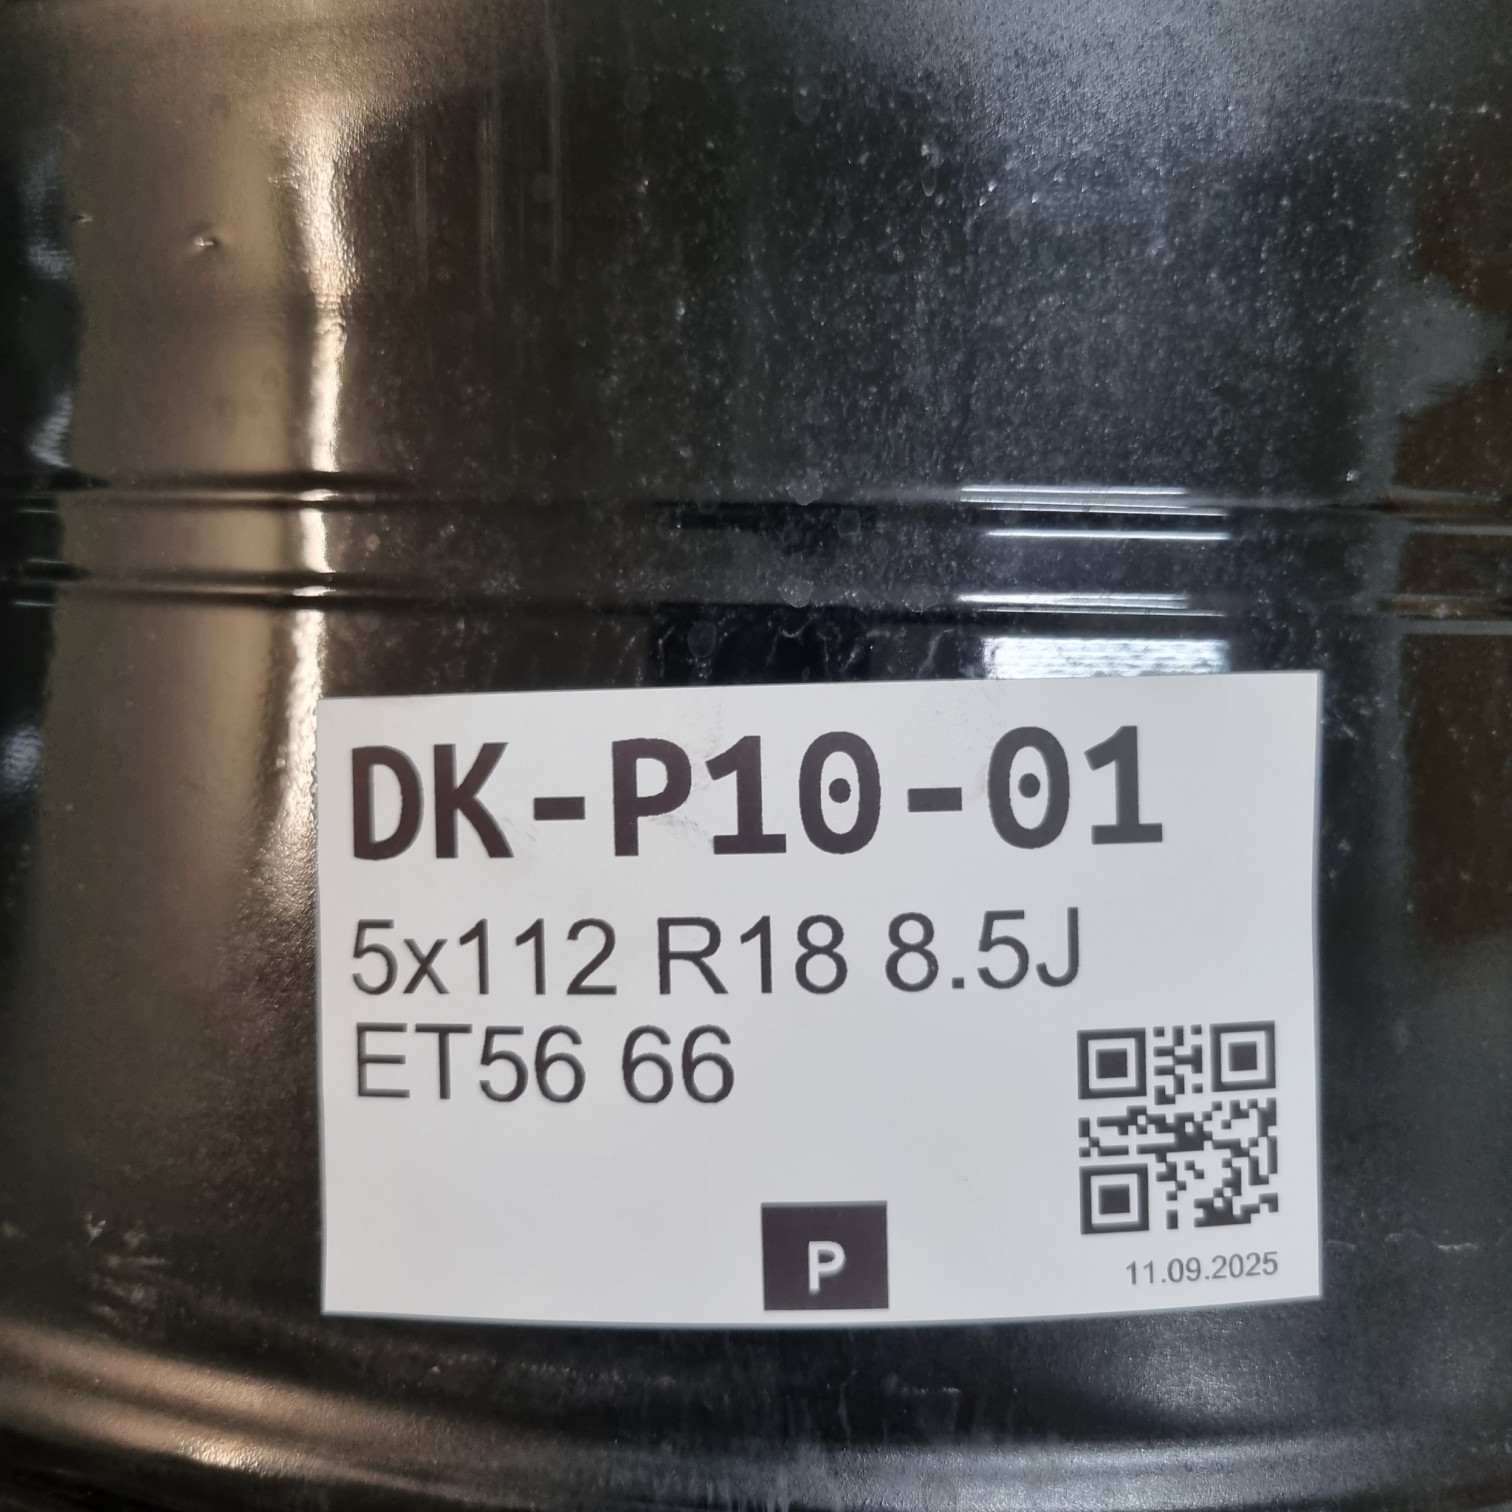 DK-P10-01
5x112 R18 8.5J
ET56 66
P
11.09.2025